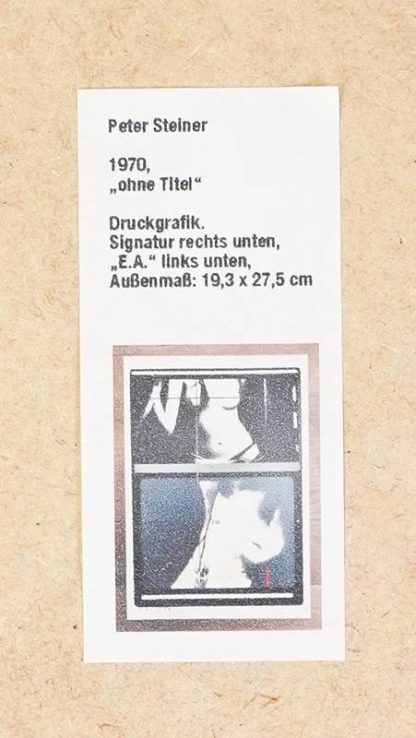 Peter Steiner
1970,
„ohne Titel“
Druckgrafik.
Signatur rechts unten,
„E.A.“ links unten,
Außenmaß: 19,3 x 27,5 cm